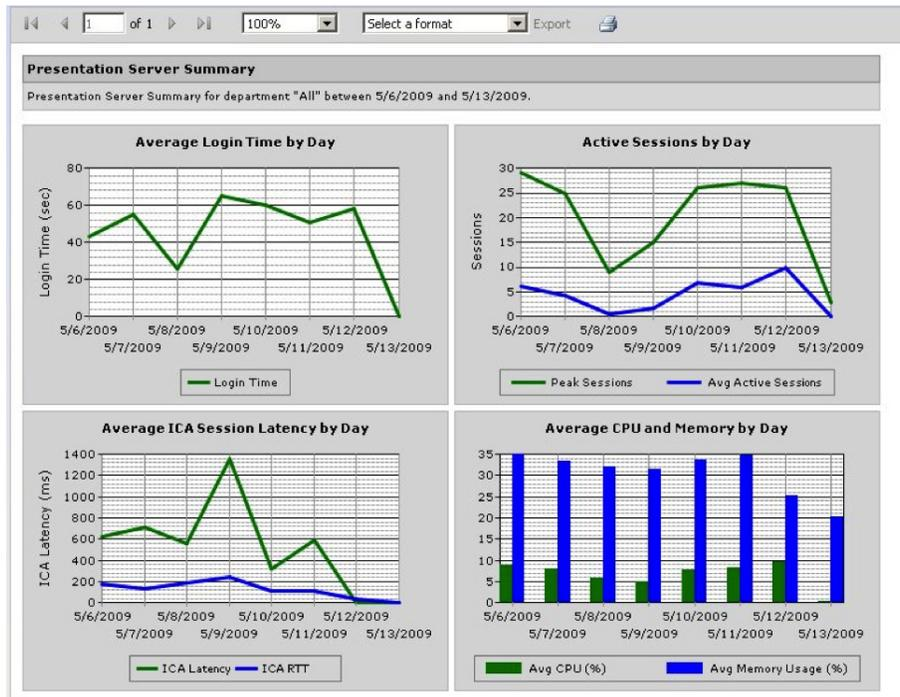 1 of 1 100% Select a format Export
Presentation Server Summary
Presentation Server Summary for department "All" between 5/6/2009 and 5/13/2009.
Average Login Time by Day
Login Time (sec)
80
60
40
20
0
5/6/2009 5/8/2009 5/10/2009 5/12/2009
5/7/2009 5/9/2009 5/11/2009 5/13/2009
Login Time
Active Sessions by Day
Sessions
30
25
20
15
10
5
0
5/6/2009 5/8/2009 5/10/2009 5/12/2009
5/7/2009 5/9/2009 5/11/2009 5/13/2009
Peak Sessions Avg Active Sessions
Average ICA Session Latency by Day
ICA Latency (ms)
1400
1200
1000
800
600
400
200
0
5/6/2009 5/8/2009 5/10/2009 5/12/2009
5/7/2009 5/9/2009 5/11/2009 5/13/2009
ICA Latency ICA RTT
Average CPU and Memory by Day
35
30
25
20
15
10
5
0
5/6/2009 5/8/2009 5/10/2009 5/12/2009
5/7/2009 5/9/2009 5/11/2009 5/13/2009
Avg CPU (%) Avg Memory Usage (%)